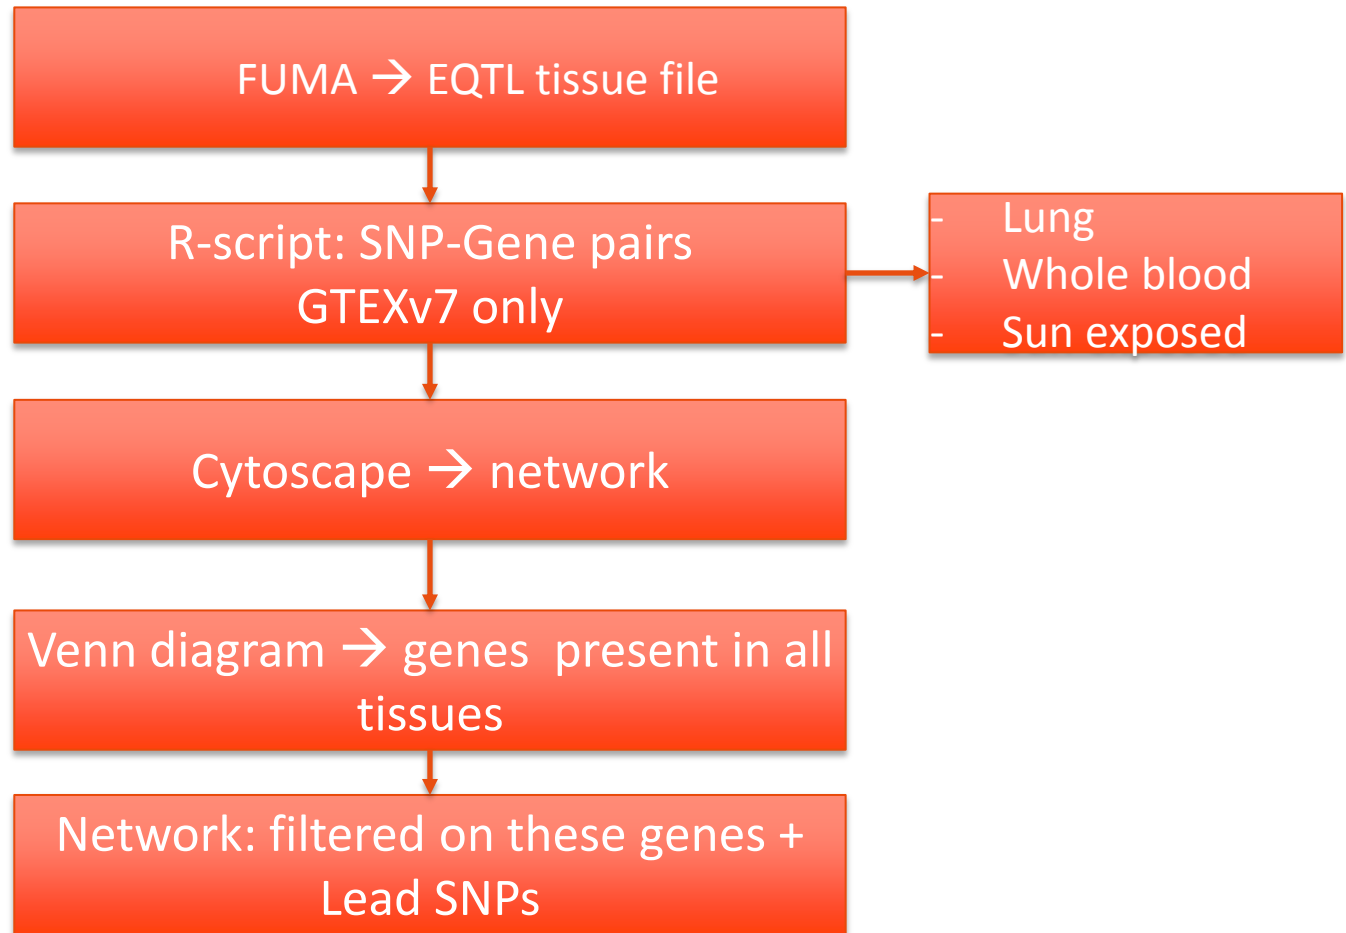 FUMA → EQTL tissue file
R-script: SNP-Gene pairs
GTEXv7 only
- Lung
- Whole blood
- Sun exposed
Cytoscape → network
Venn diagram → genes  present in all
tissues
Network: filtered on these genes +
Lead SNPs